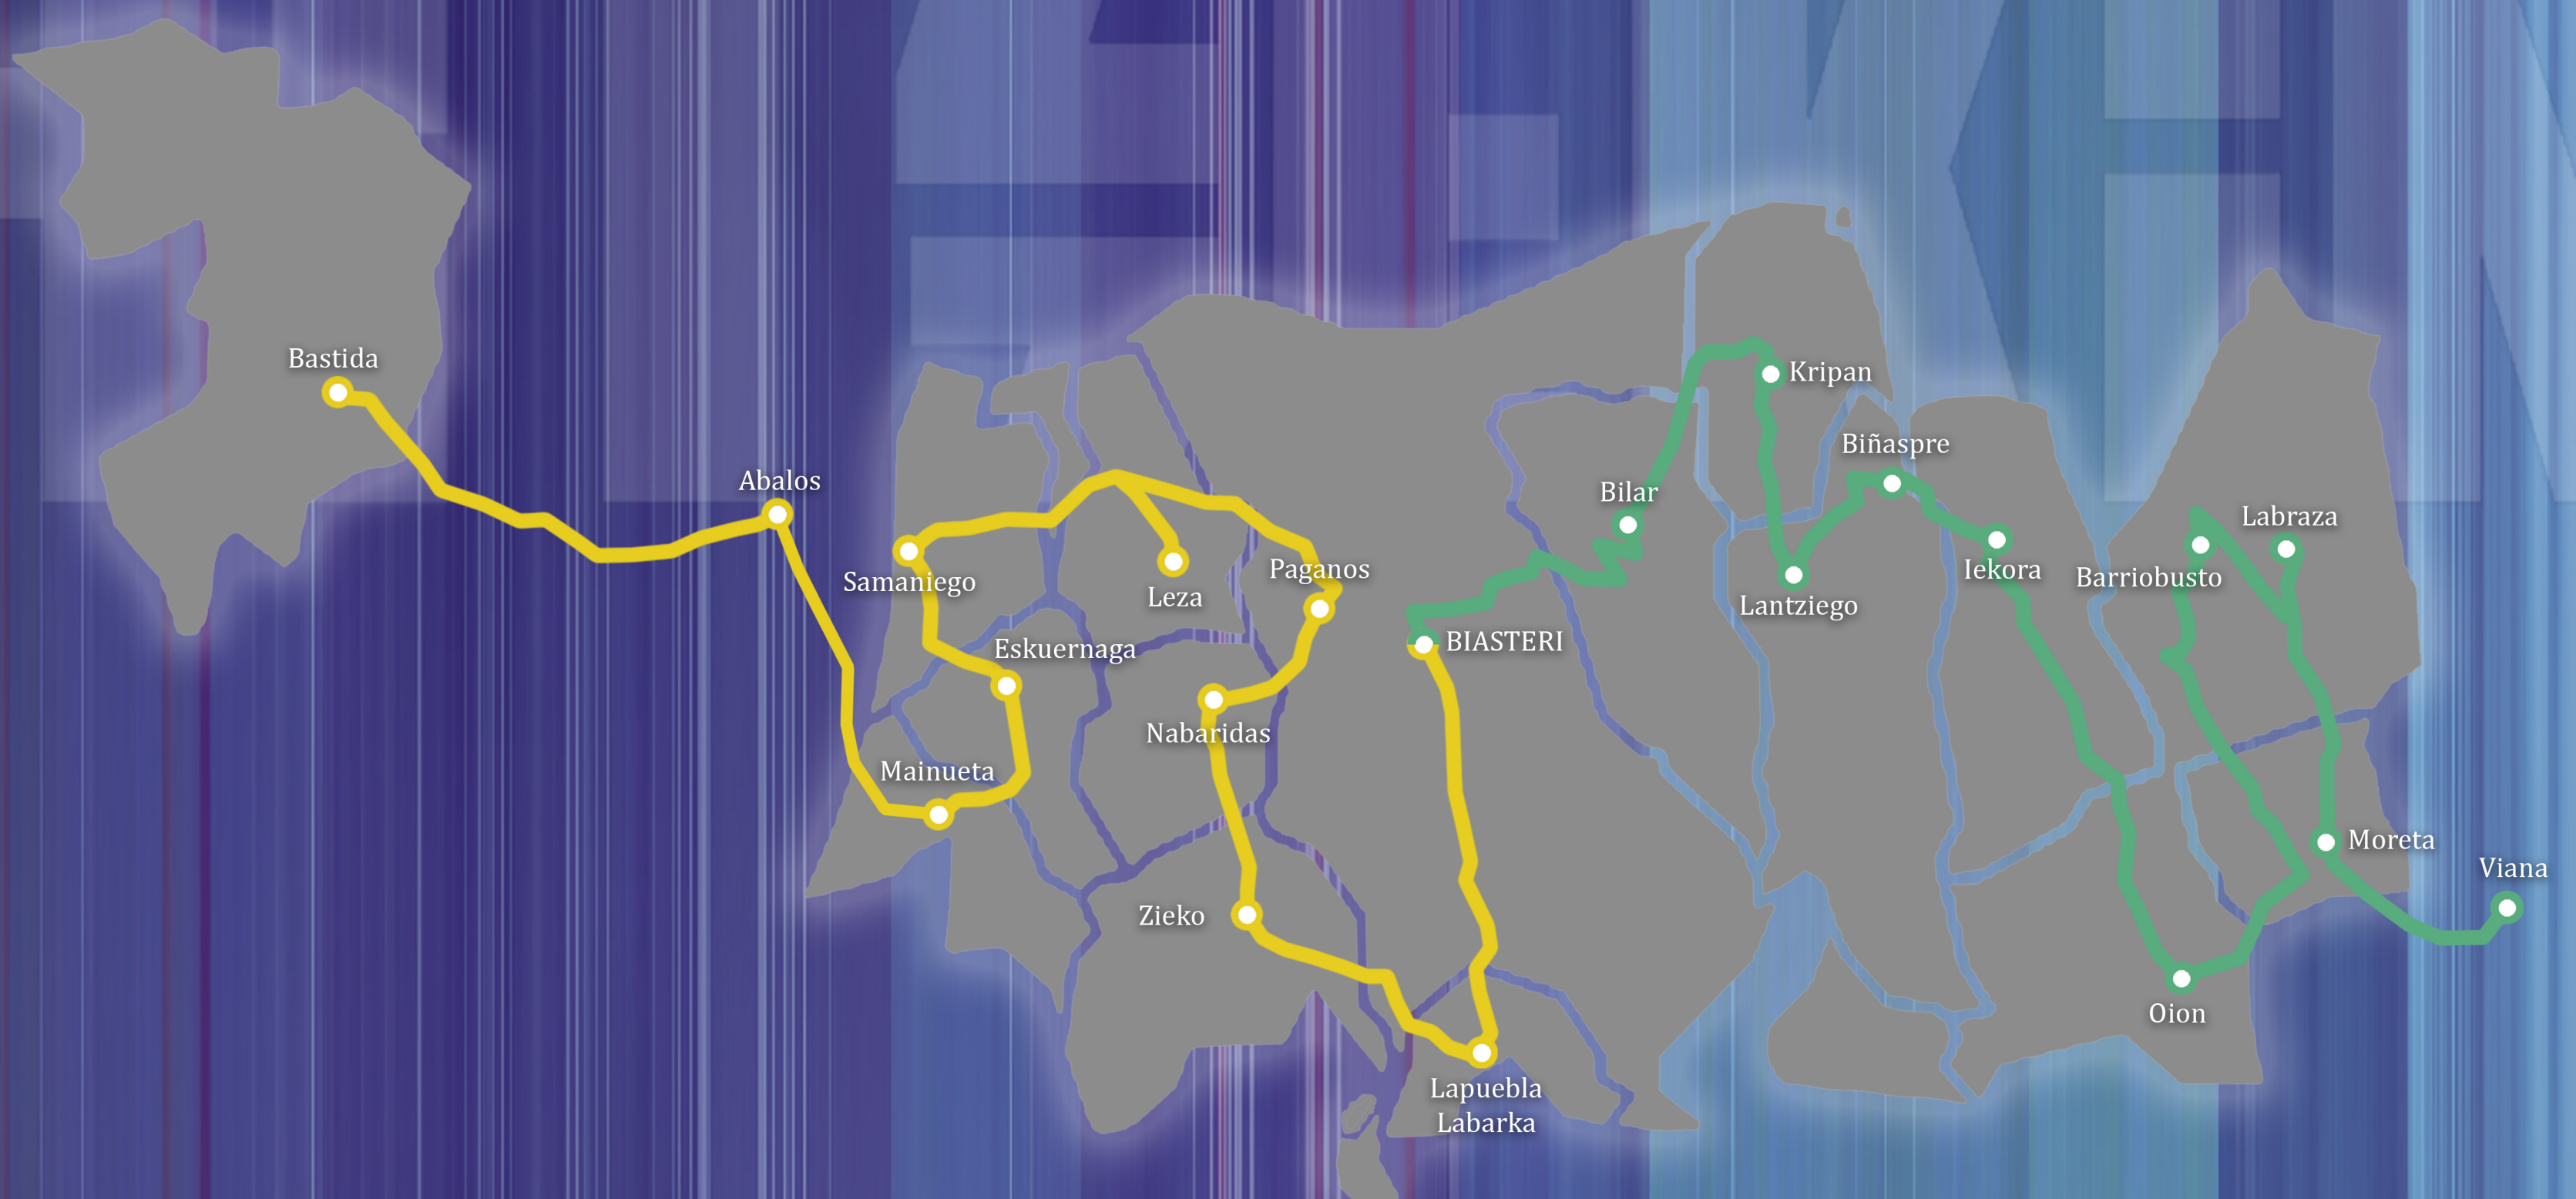 Bastida
Abalos
Samaniego
Leza
Paganos
Eskuernaga
Nabaridas
Mainueta
Zieko
Lapuebla
Labarka
BIASTERI
Bilar
Kripan
Lantziego
Biñaspre
Iekora
Barriobusto
Labraza
Moreta
Viana
Oion